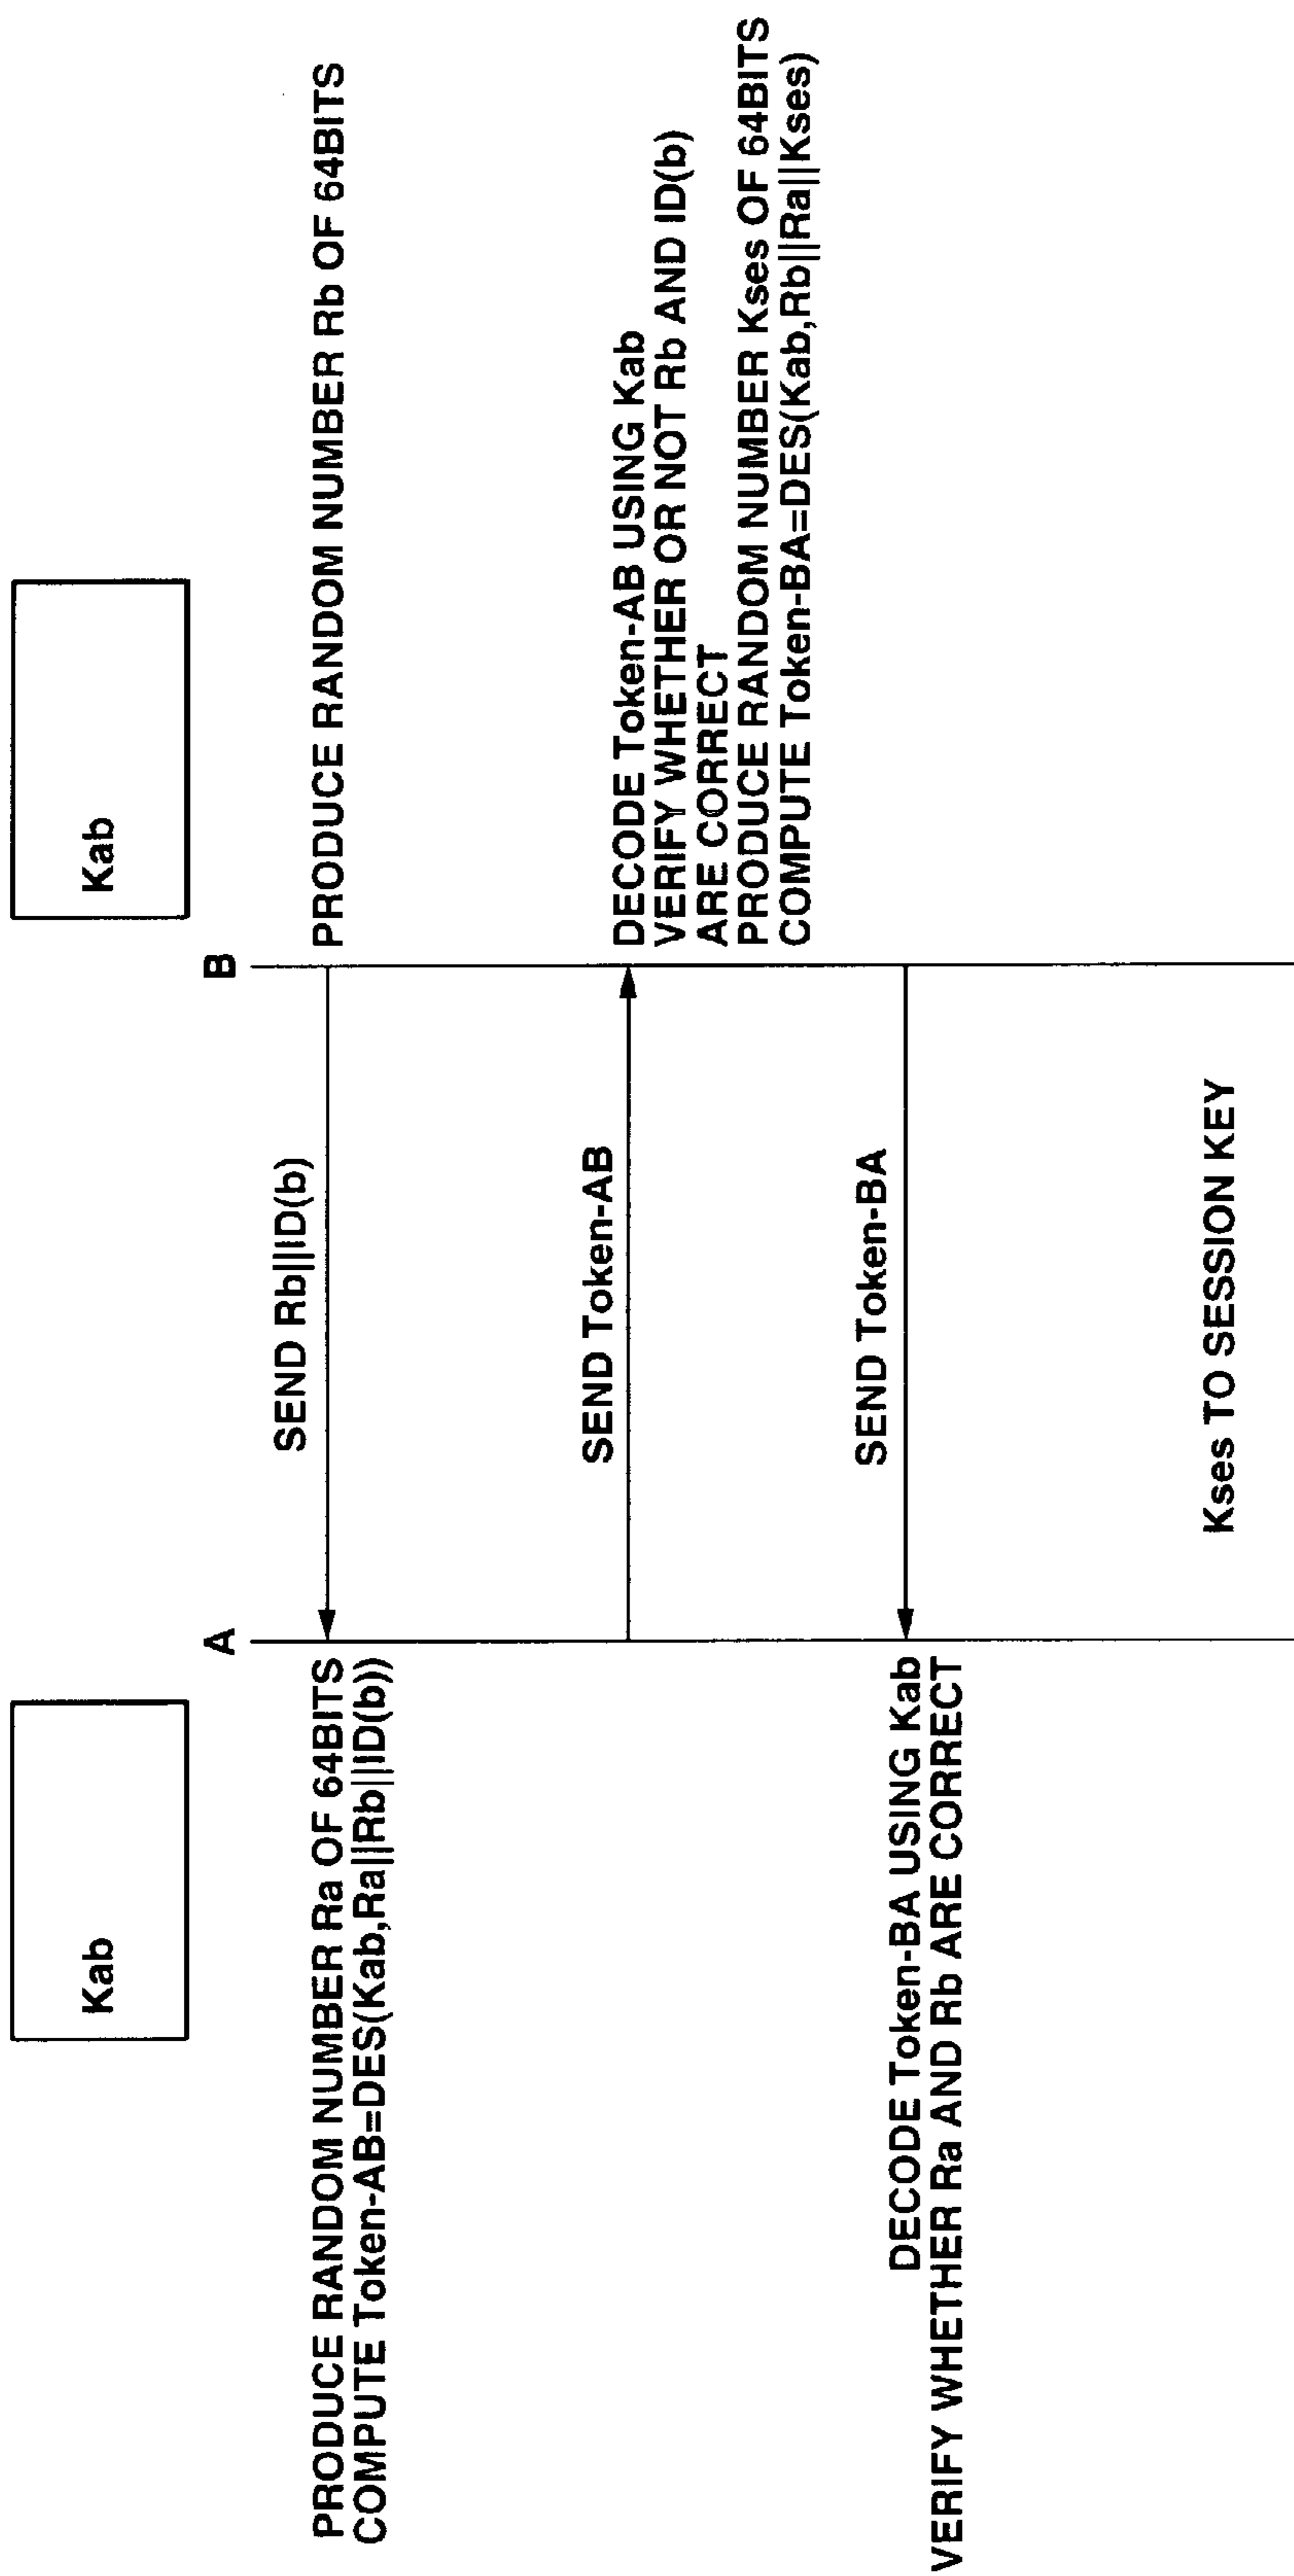 Kab
Kab
A
B
PRODUCE RANDOM NUMBER Ra OF 64BITS
COMPUTE Token-AB=DES(Kab,Ra||Rb||ID(b))
SEND Rb||ID(b)
PRODUCE RANDOM NUMBER Rb OF 64BITS
SEND Token-AB
DECODE Token-AB USING Kab
VERIFY WHETHER OR NOT Rb AND ID(b)
ARE CORRECT
PRODUCE RANDOM NUMBER Kses OF 64BITS
COMPUTE Token-BA=DES(Kab,Rb||Ra||Kses)
SEND Token-BA
DECODE Token-BA USING Kab
VERIFY WHETHER Ra AND Rb ARE CORRECT
Kses TO SESSION KEY